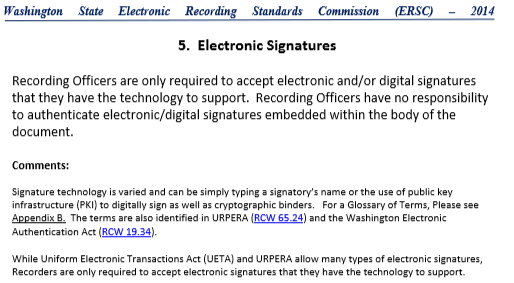 Washington State Electronic Recording Standards Commission (ERSC) – 2014
5. Electronic Signatures
Recording Officers are only required to accept electronic and/or digital signatures
that they have the technology to support. Recording Officers have no responsibility
to authenticate electronic/digital signatures embedded within the body of the
document.
Comments:
Signature technology is varied and can be simply typing a signatory's name or the use of public key
infrastructure (PKI) to digitally sign as well as cryptographic binders. For a Glossary of Terms, Please see
Appendix B. The terms are also identified in URPERA (RCW 65.24) and the Washington Electronic
Authentication Act (RCW 19.34).
While Uniform Electronic Transactions Act (UETA) and URPERA allow many types of electronic signatures,
Recorders are only required to accept electronic signatures that they have the technology to support.